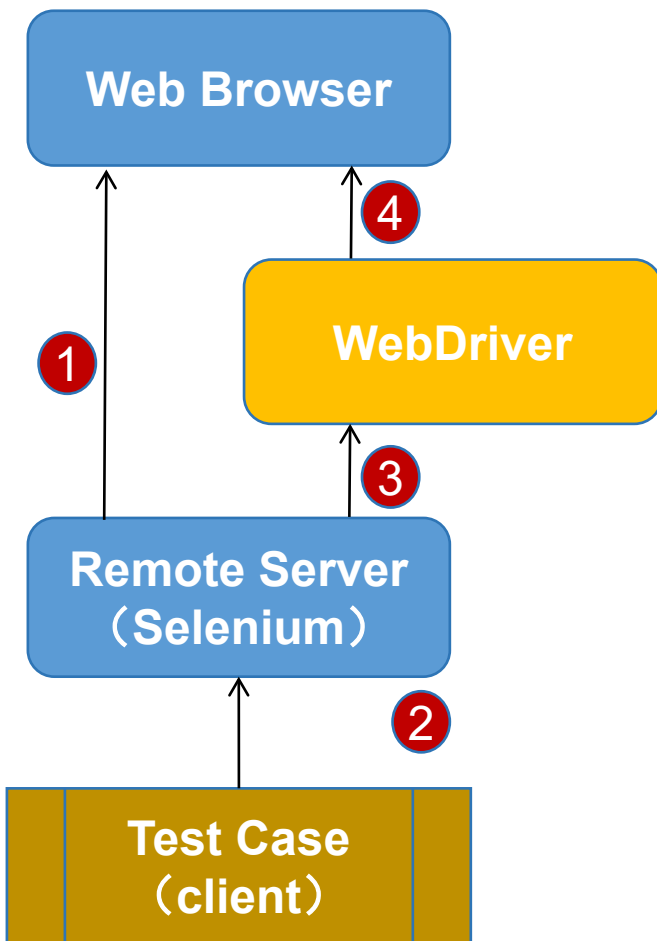 Web Browser
4
WebDriver
1
3
Remote Server
（Selenium）
2
Test Case
（client）